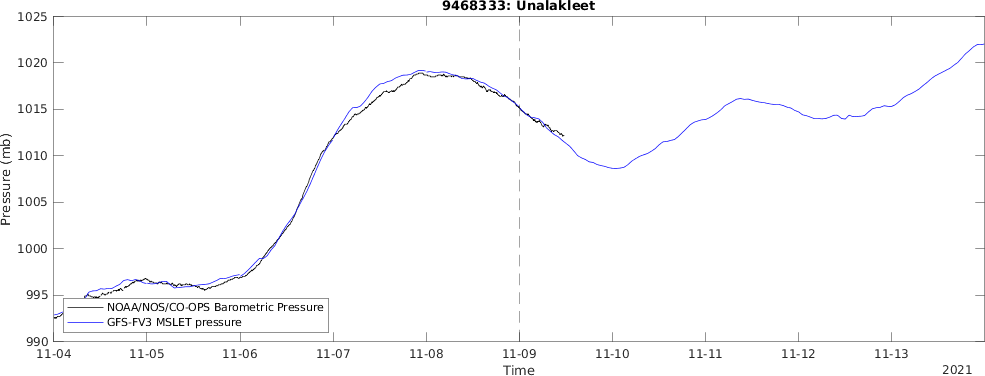 9468333: Unalakleet
Pressure (mb)
1025
1020
1015
1010
1005
1000
995
990
NOAA/NOS/CO-OPS Barometric Pressure
GFS-FV3 MSLET pressure
11-04 11-05 11-06 11-07 11-08 11-09 11-10 11-11 11-12 11-13
Time
2021